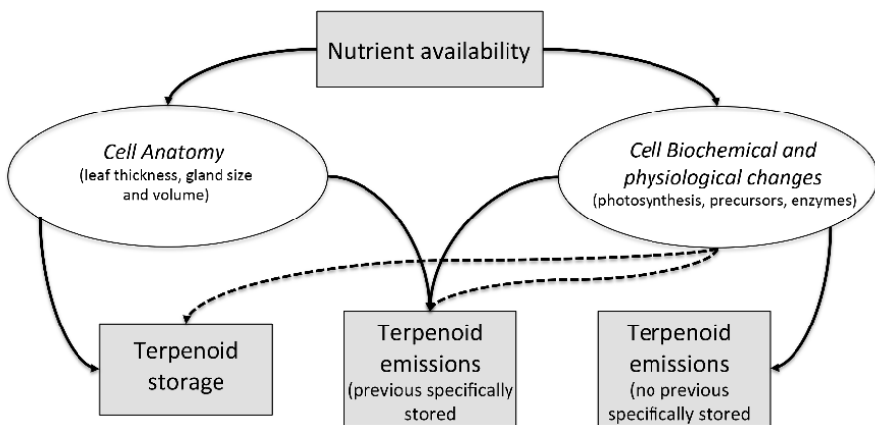 Nutrient availability
Cell Anatomy
(leaf thickness, gland size
and volume)
Cell Biochemical and
physiological changes
(photosynthesis, precursors, enzymes)
Terpenoid
storage
Terpenoid
emissions
(previous specifically
stored
Terpenoid
emissions
(no previous
specifically stored